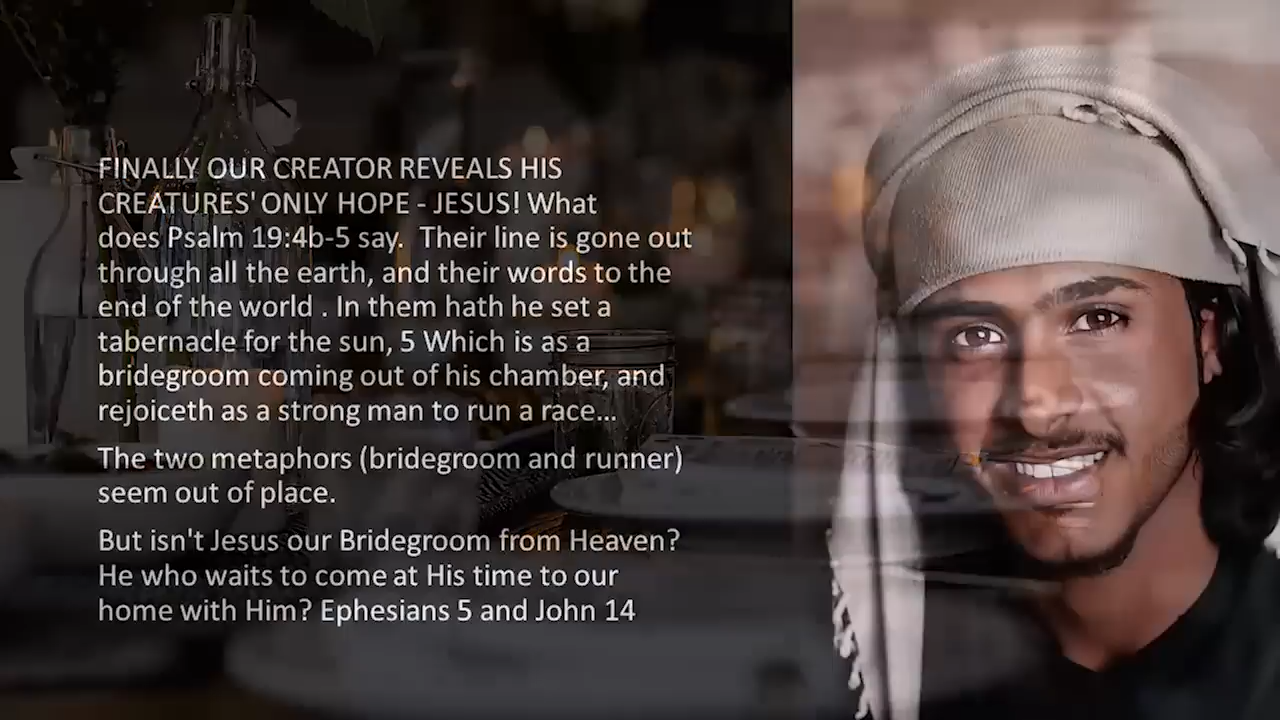 FINALLY OUR CREATOR REVEALS HIS
CREATURES' ONLY HOPE - JESUS! What
does Psalm 19:4b-5 say.  Their line is gone out
through all the earth, and their words to the
end of the world . In them hath he set a
tabernacle for the sun, 5 Which is as a
bridegroom coming out of his chamber, and
rejoiceth as a strong man to run a race...
The two metaphors (bridegroom and runner)
seem out of place.
But isn't Jesus our Bridegroom from Heaven?
He who waits to come at His time to our
home with Him? Ephesians 5 and John 14